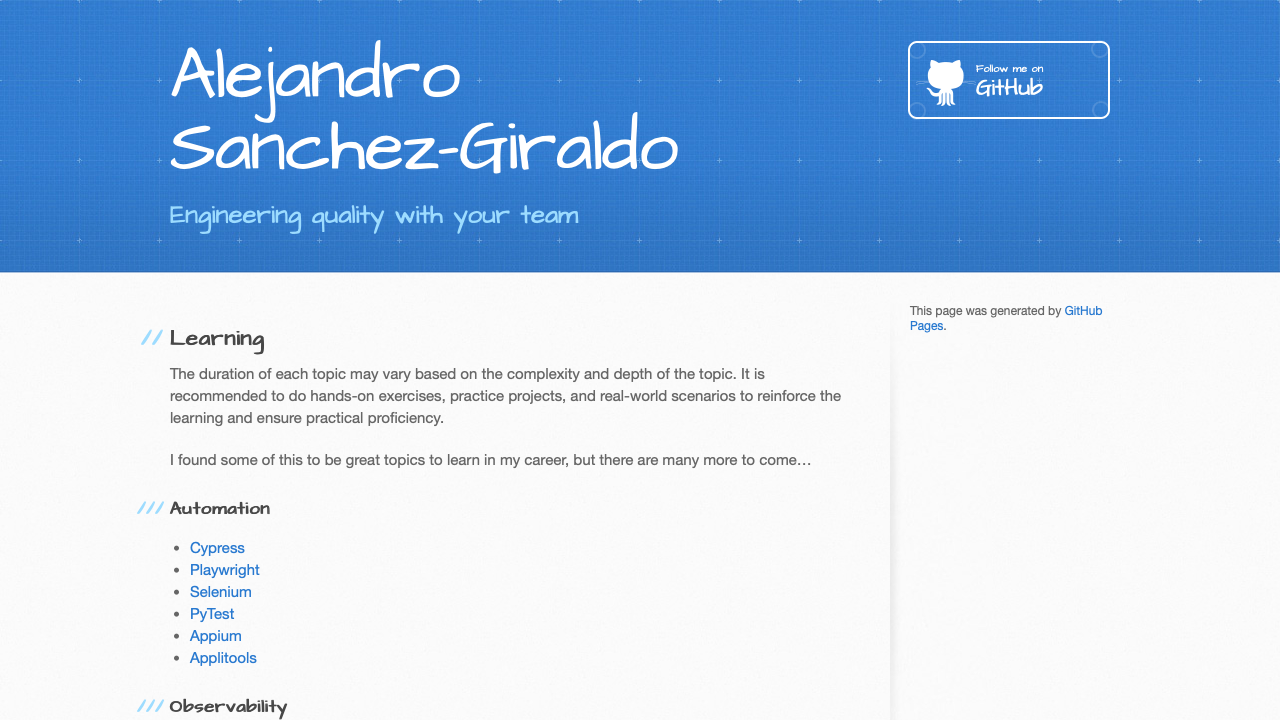 Alejandro
Sanchez-Giraldo
Engineering quality with your team
Follow me on
GitHub
This page was generated by GitHub
Pages.
// Learning
The duration of each topic may vary based on the complexity and depth of the topic. It is
recommended to do hands-on exercises, practice projects, and real-world scenarios to reinforce the
learning and ensure practical proficiency.
I found some of this to be great topics to learn in my career, but there are many more to come…
/// Automation
• Cypress
• Playwright
• Selenium
• PyTest
• Appium
• Applitools
/// Observability